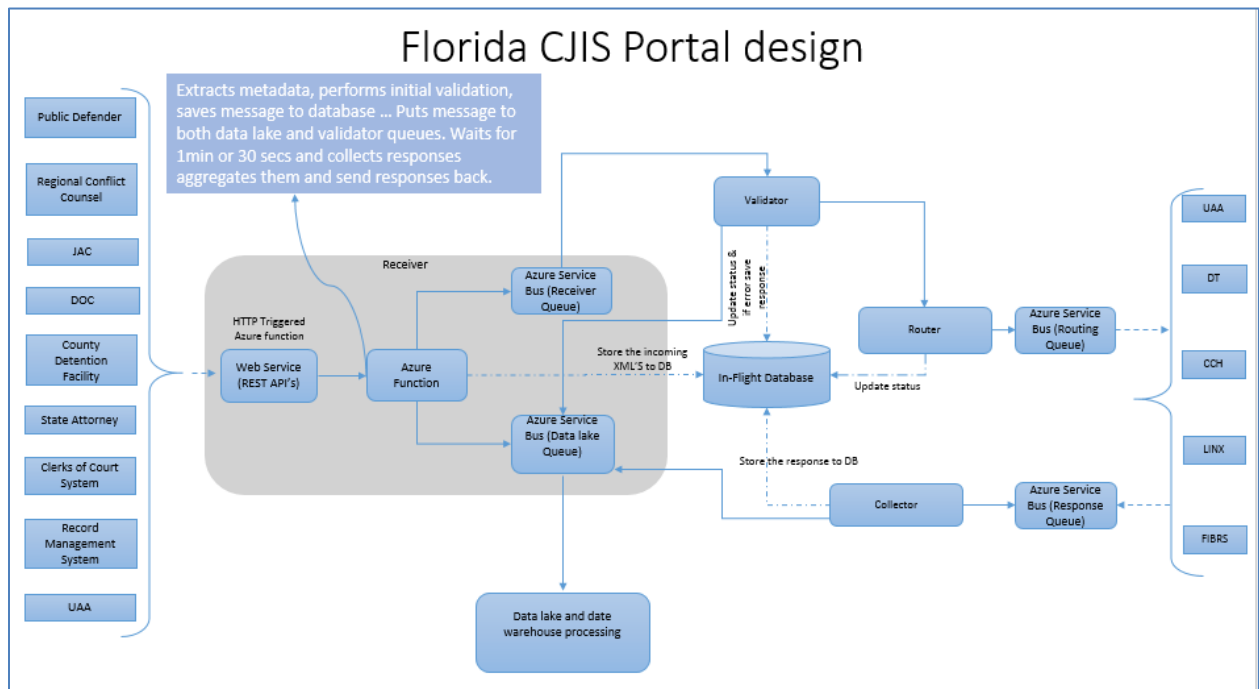 Florida CJIS Portal design
Extracts metadata, performs initial validation,
saves message to database ... Puts message to
both data lake and validator queues. Waits for
1min or 30 secs and collects responses
aggregates them and send responses back.
Public Defender
Regional Conflict
Counsel
JAC
DOC
County
Detention
Facility
State Attorney
Clerks of Court
System
Record
Management
System
UAA
Receiver
HTTP Triggered
Azure function
Web Service
(REST API's)
Azure
Function
Azure Service
Bus (Receiver
Queue)
Azure Service
Bus (Data lake
Queue)
Store the incoming
XML'S to DB
Data lake and date
warehouse processing
Validator
Update status &
if error save
response
In-Flight Database
Router
Update status
Azure Service
Bus (Routing
Queue)
Store the response to DB
Collector
Azure Service
Bus (Response
Queue)
UAA
DT
CCH
LINX
FIBRS